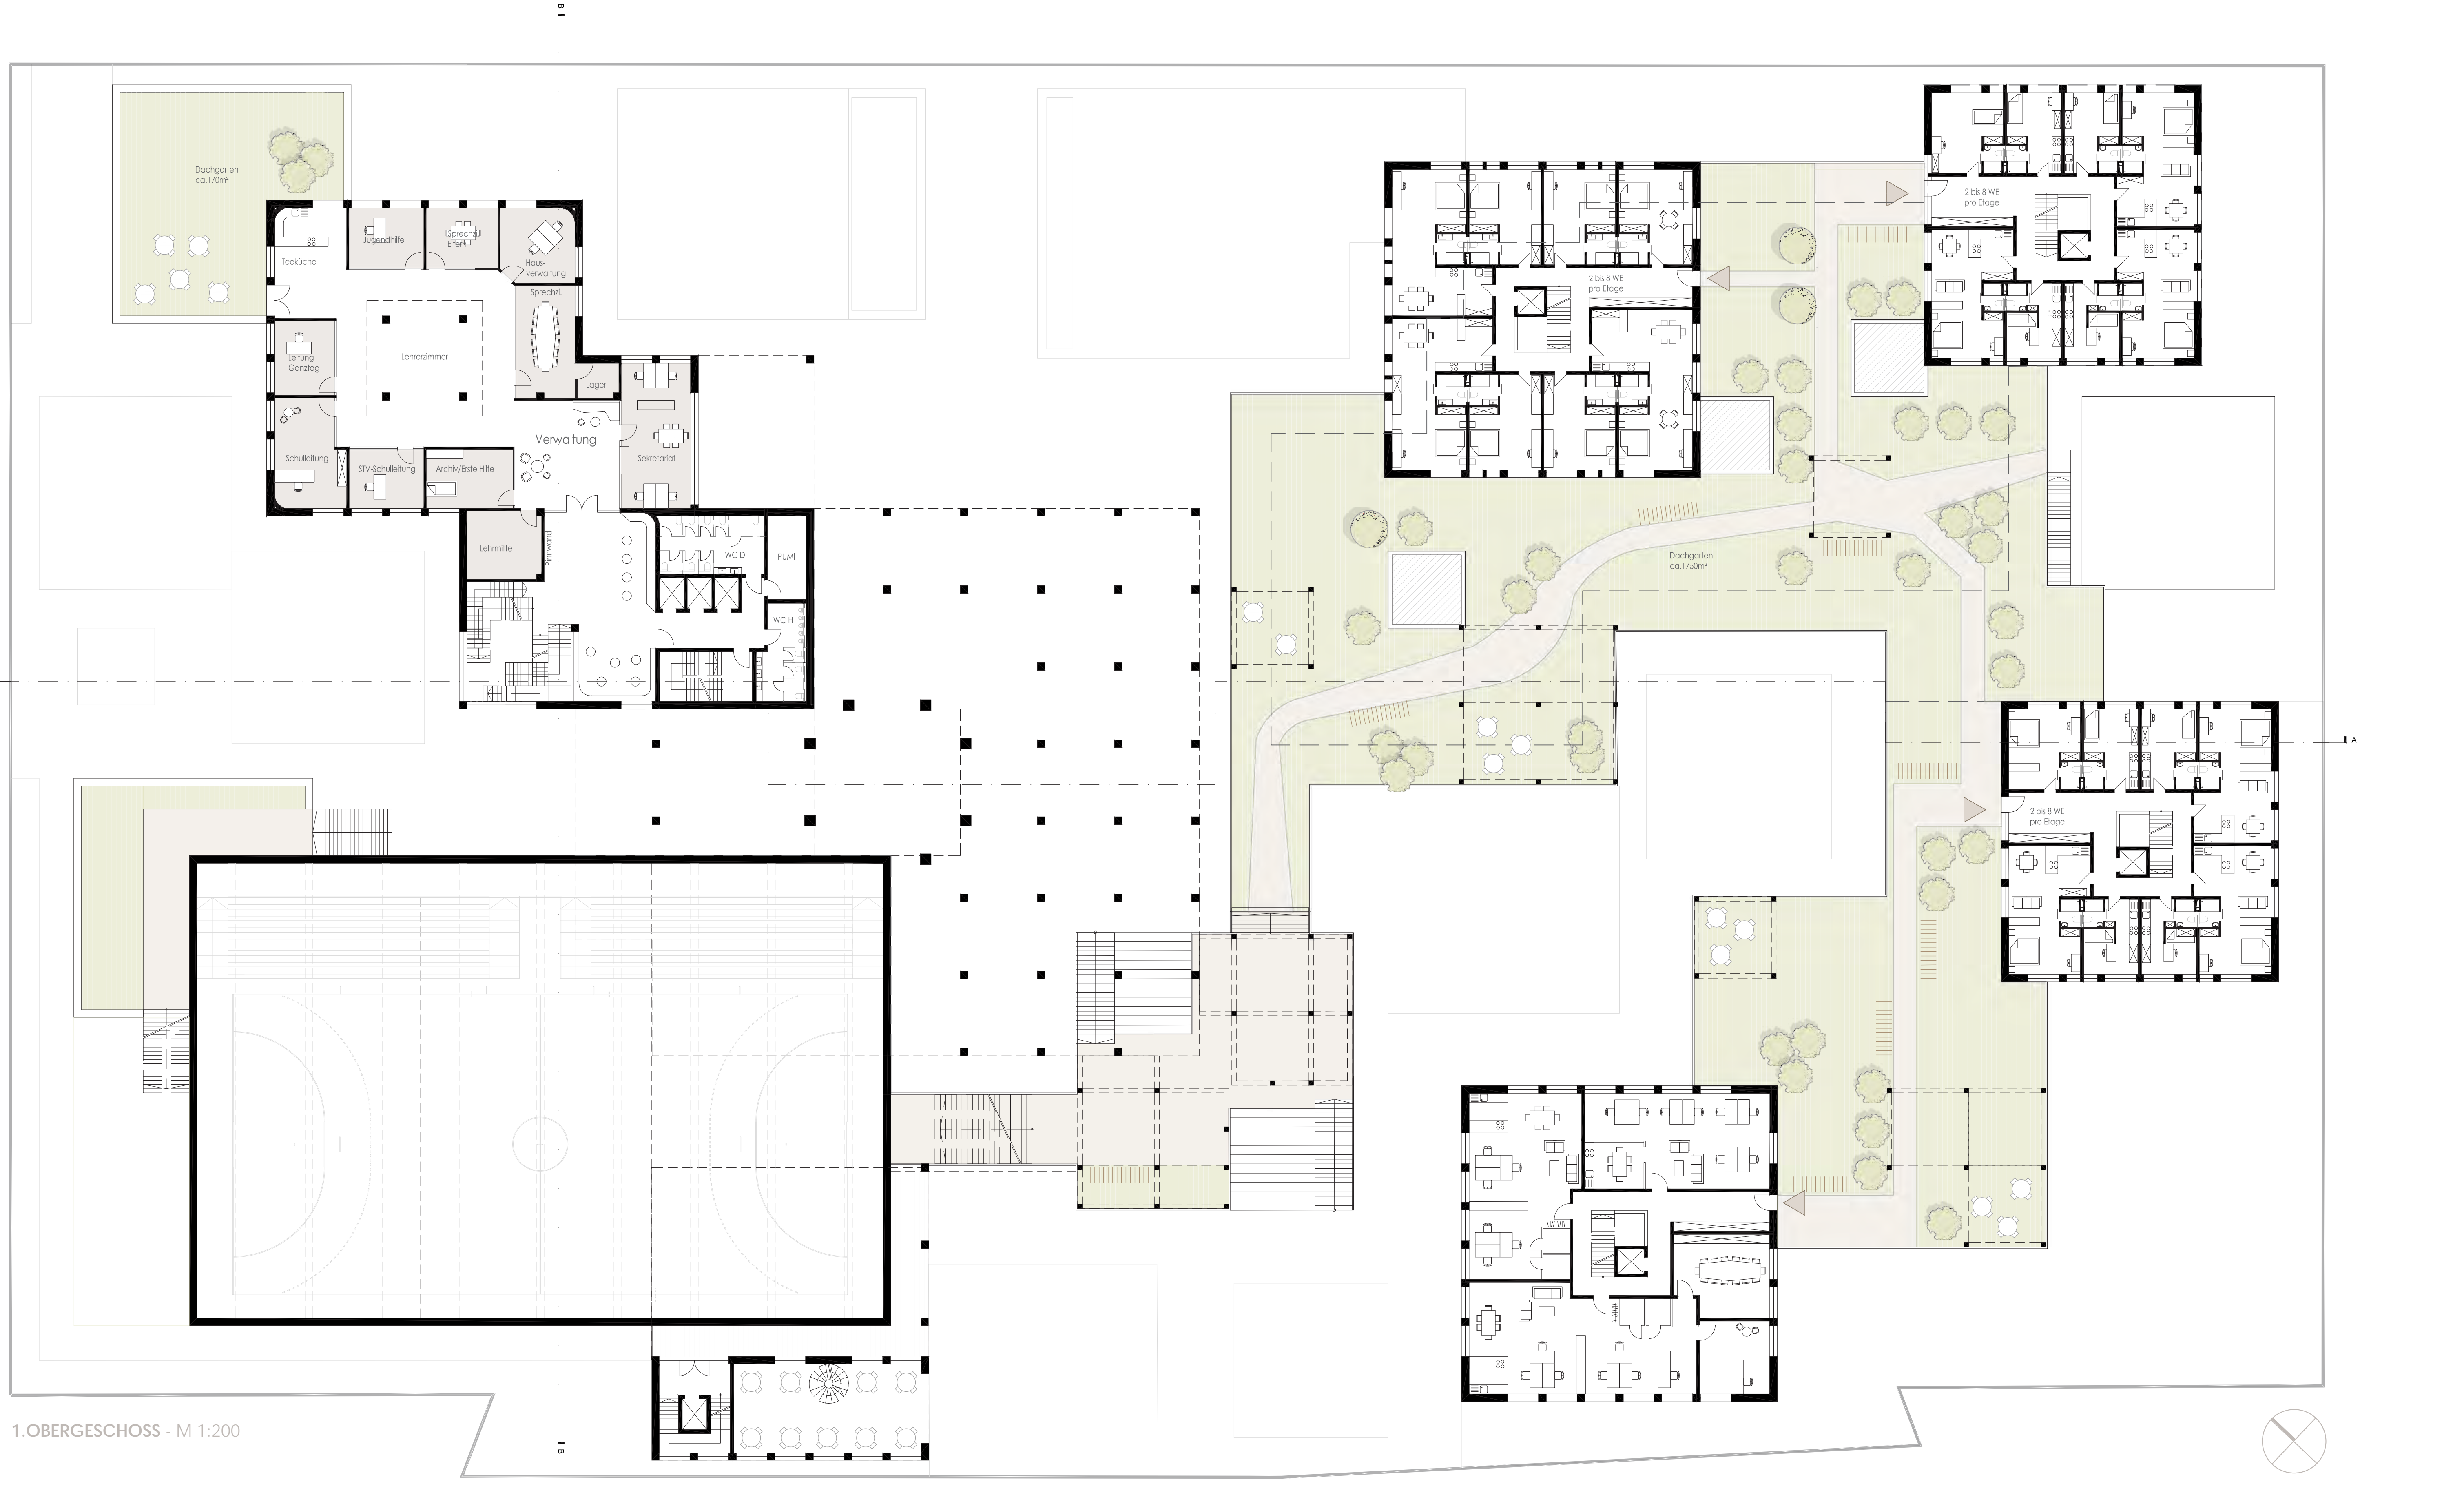 B
Dachgarten
ca.170m²
Teeküche
Jugendhilfe
Sprechz.
Haus-
verwaltung
Sprechzi.
Leitung
Ganztag
Lehrerzimmer
Lager
Verwaltung
Sekretariat
Schulleitung
STV-Schulleitung
Archiv/Erste Hilfe
Lehrmittel
Pinnwand
WC D
PUMI
WC H
2 bis 8 WE
pro Etage
2 bis 8 WE
pro Etage
Dachgarten
ca.1750m²
A
2 bis 8 WE
pro Etage
B
1.OBERGESCHOSS - M 1:200